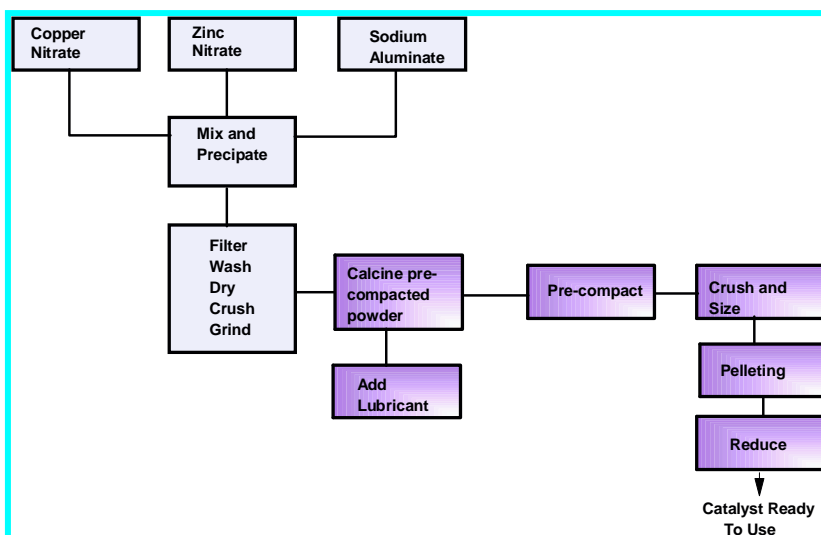 Copper
Nitrate
Zinc
Nitrate
Sodium
Aluminate
Mix and
Precipate
Filter
Wash
Dry
Crush
Grind
Calcine pre-
compacted
powder
Pre-compact
Crush and
Size
Add
Lubricant
Pelleting
Reduce
Catalyst Ready
To Use